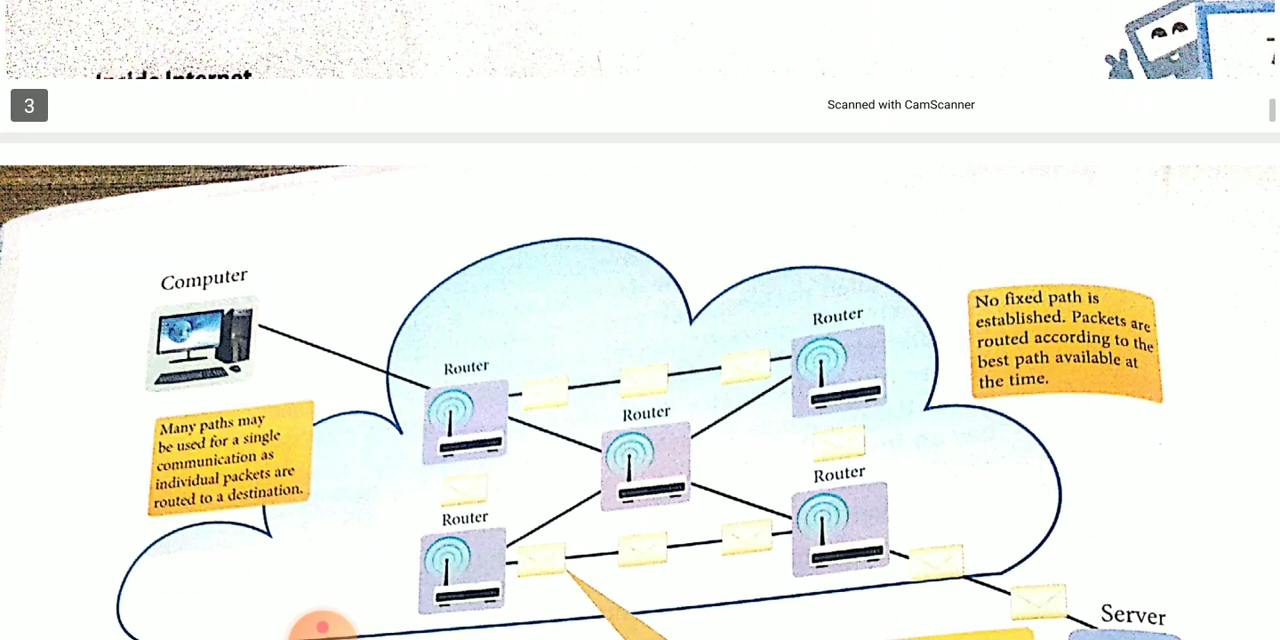 3
Scanned with CamScanner
Computer
Router
No fixed path is
established. Packets are
routed according to the
best path available at
the time.
Router
Router
Many paths may
be used for a single
communication as
individual packets are
routed to a destination.
Router
Router
Server